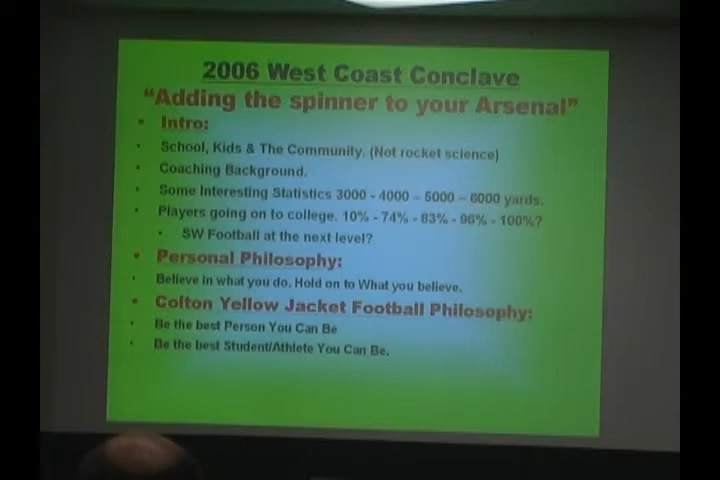 2006 West Coast Conclave
“Adding the spinner to your Arsenal”
• Intro:
• School, Kids & The Community. (Not rocket science)
• Coaching Background.
• Some Interesting Statistics 3000 - 4000 – 5000 – 6000 yards.
• Players going on to college. 10% - 74% - 83% - 96% - 100%?
• SW Football at the next level?
• Personal Philosophy:
• Believe in what you do. Hold on to What you believe.
• Colton Yellow Jacket Football Philosophy:
• Be the best Person You Can Be
• Be the best Student/Athlete You Can Be.